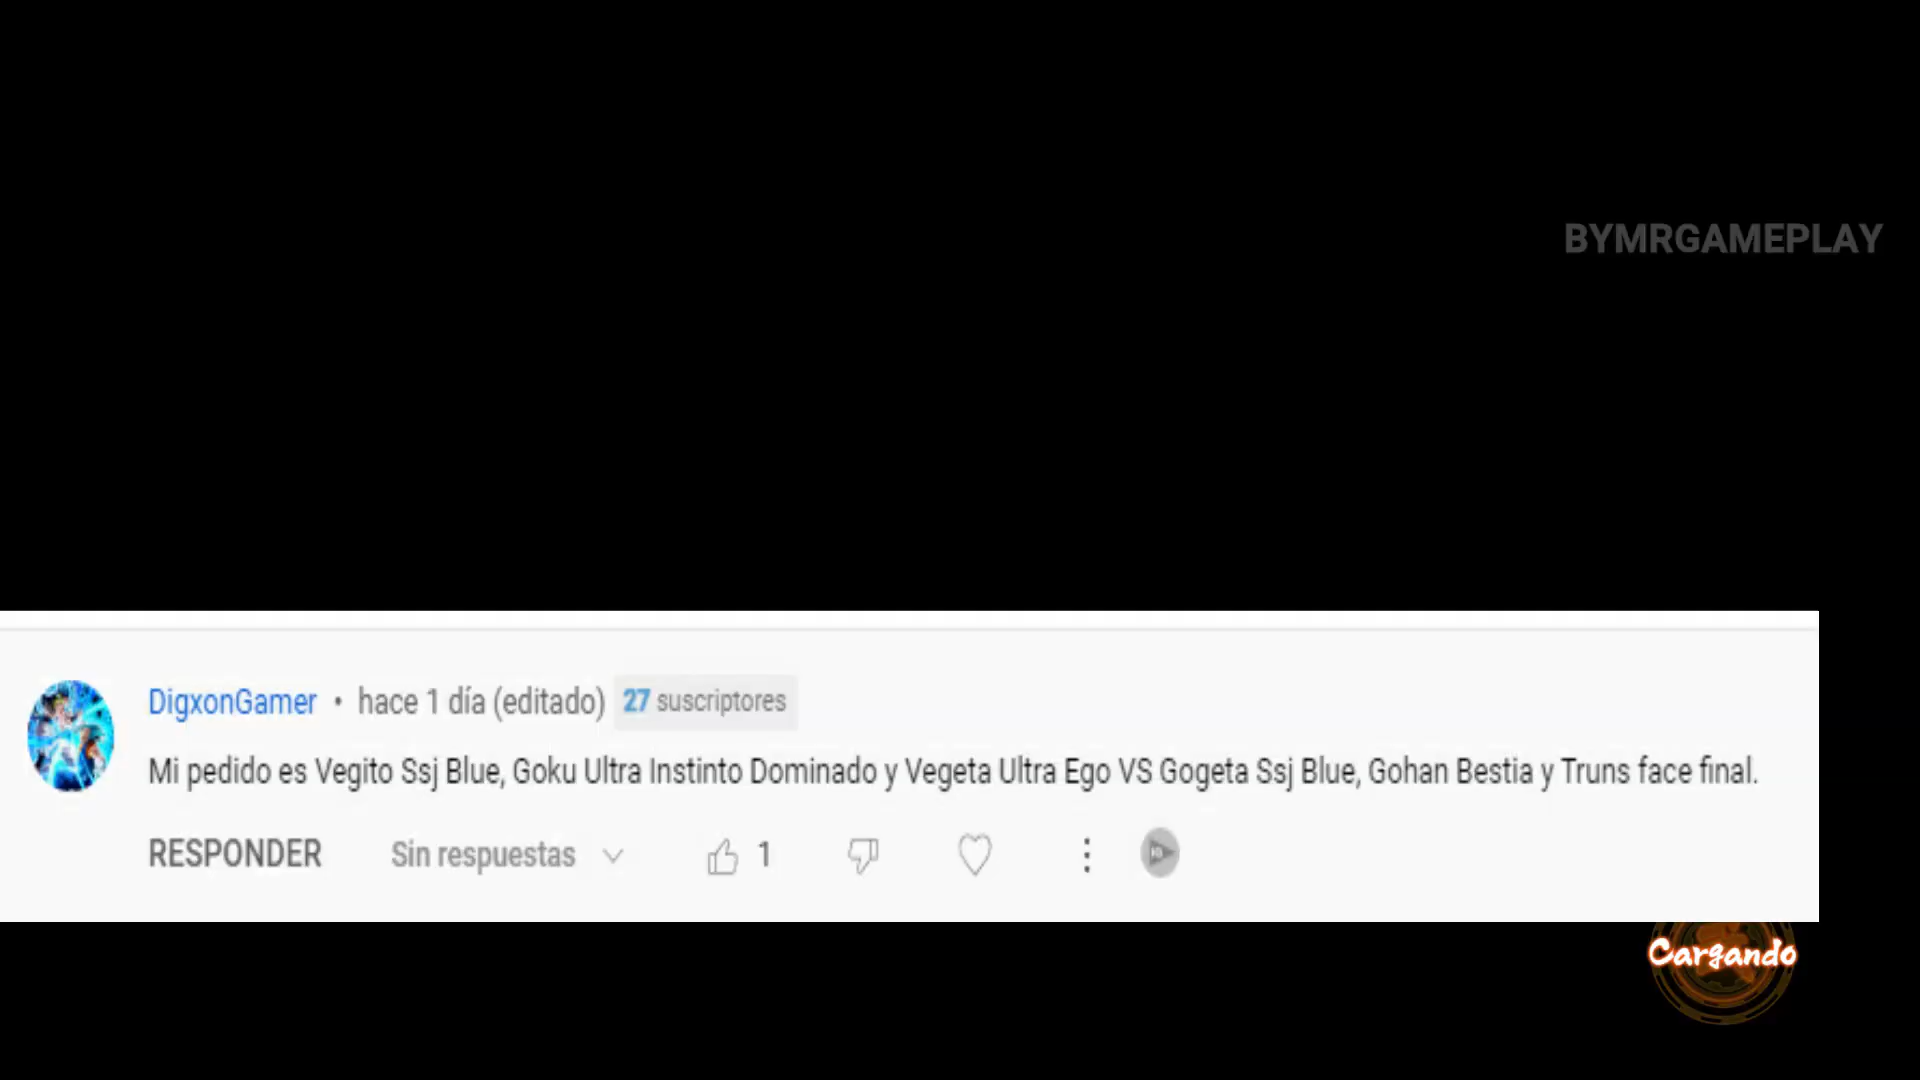 BYMRGAMEPLAY
DigxonGamer • hace 1 día (editado) 27 suscriptores
Mi pedido es Vegito Ssj Blue, Goku Ultra Instinto Dominado y Vegeta Ultra Ego VS Gogeta Ssj Blue, Gohan Bestia y Truns face final.
RESPONDER Sin respuestas 1
Cargando